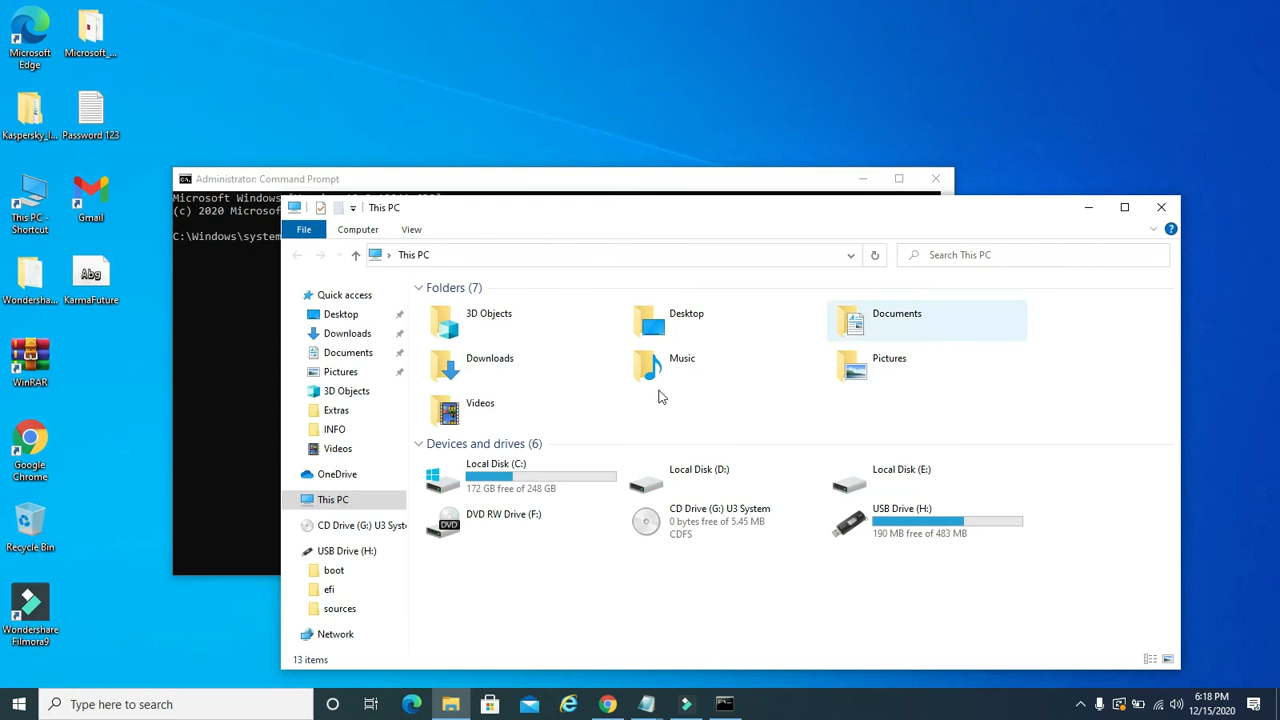 Microsoft Edge
Microsoft_...
Kaspersky_I...
Password 123
This PC - Shortcut
Gmail
Wondersha...
Abg
KarmaFuture
WinRAR
Google Chrome
Recycle Bin
Wondershare Filmora9
Administrator: Command Prompt
Microsoft Windows
(c) 2020 Microsof
C:\Windows\system
This PC
File
Computer
View
This PC
Search This PC
Quick access
Desktop
Downloads
Documents
Pictures
3D Objects
Extras
INFO
Videos
OneDrive
This PC
CD Drive (G:) U3 Syste
USB Drive (H:)
boot
efi
sources
Network
Folders (7)
3D Objects
Desktop
Documents
Downloads
Music
Pictures
Videos
Devices and drives (6)
Local Disk (C:)
172 GB free of 248 GB
Local Disk (D:)
Local Disk (E:)
DVD RW Drive (F:)
DVD
CD Drive (G:) U3 System
0 bytes free of 5.45 MB
CDFS
USB Drive (H:)
190 MB free of 483 MB
13 items
Type here to search
6:18 PM
12/15/2020